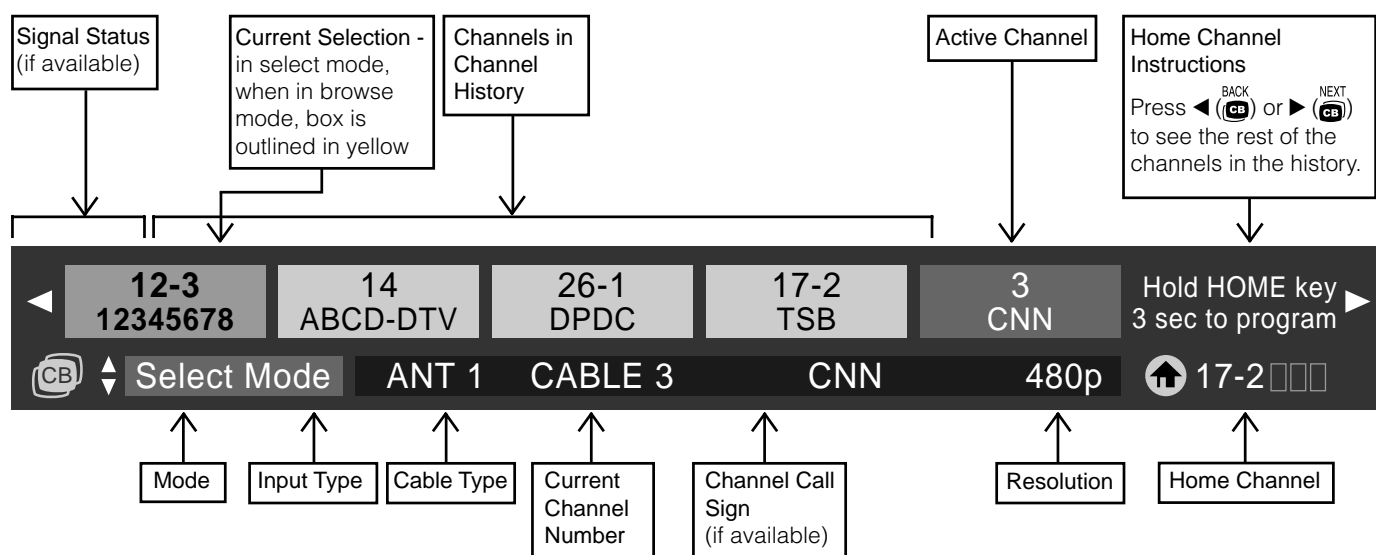 Signal Status
(if available)
Current Selection -
in select mode,
when in browse
mode, box is
outlined in yellow
Channels in
Channel
History
Active Channel
Home Channel
Instructions
BACK NEXT
Press ◀ (CB) or ▶ (CB)
to see the rest of the
channels in the history.
12-3
12345678
14
ABCD-DTV
26-1
DPDC
17-2
TSB
3
CNN
Hold HOME key
3 sec to program
CB Select Mode ANT 1 CABLE 3 CNN 480p 17-2
Mode
Input Type
Cable Type
Current
Channel
Number
Channel Call
Sign
(if available)
Resolution
Home Channel